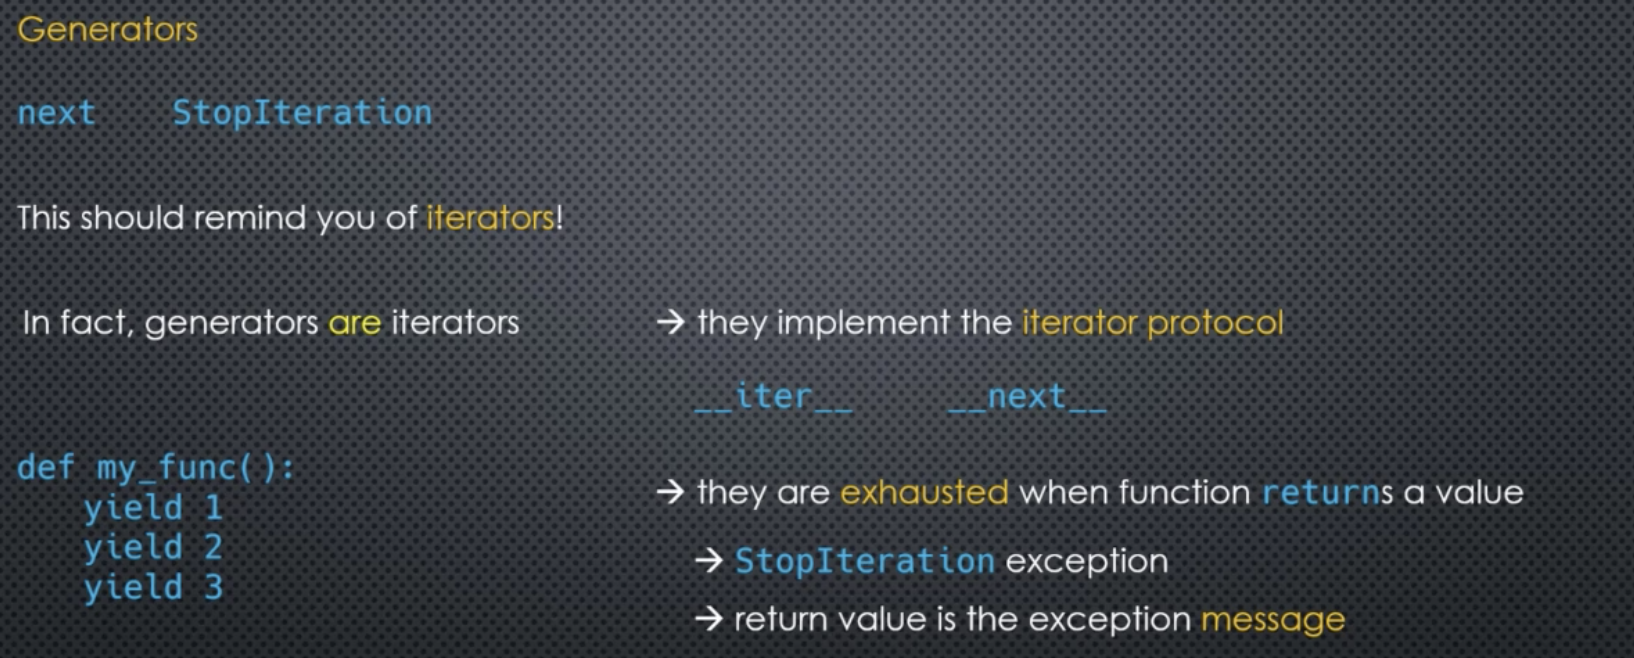 Generators
next    StopIteration
This should remind you of iterators!
In fact, generators are iterators
→ they implement the iterator protocol
__iter__    __next__
def my_func():
    yield 1
    yield 2
    yield 3
→ they are exhausted when function returns a value
→ StopIteration exception
→ return value is the exception message